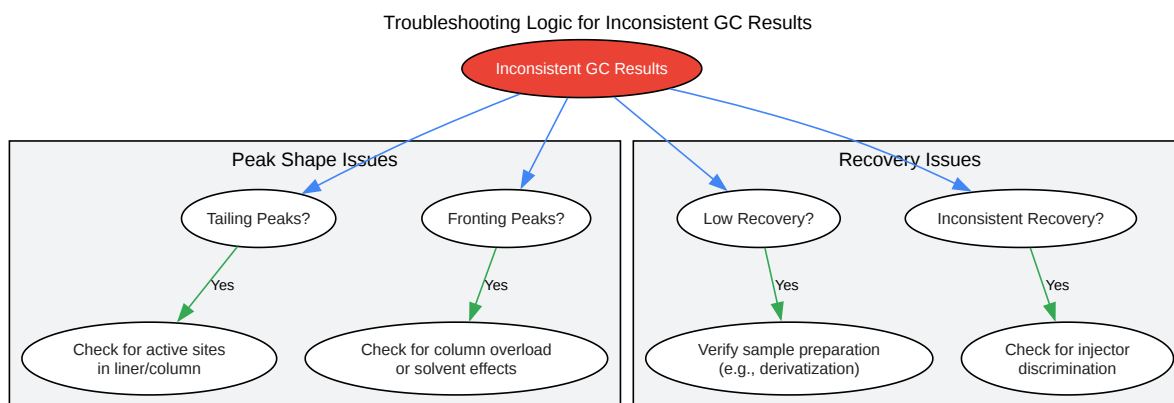 Troubleshooting Logic for Inconsistent GC Results
Inconsistent GC Results
Peak Shape Issues
Recovery Issues
Tailing Peaks?
Fronting Peaks?
Low Recovery?
Inconsistent Recovery?
Yes
Yes
Yes
Yes
Check for active sites
in liner/column
Check for column overload
or solvent effects
Verify sample preparation
(e.g., derivatization)
Check for injector
discrimination